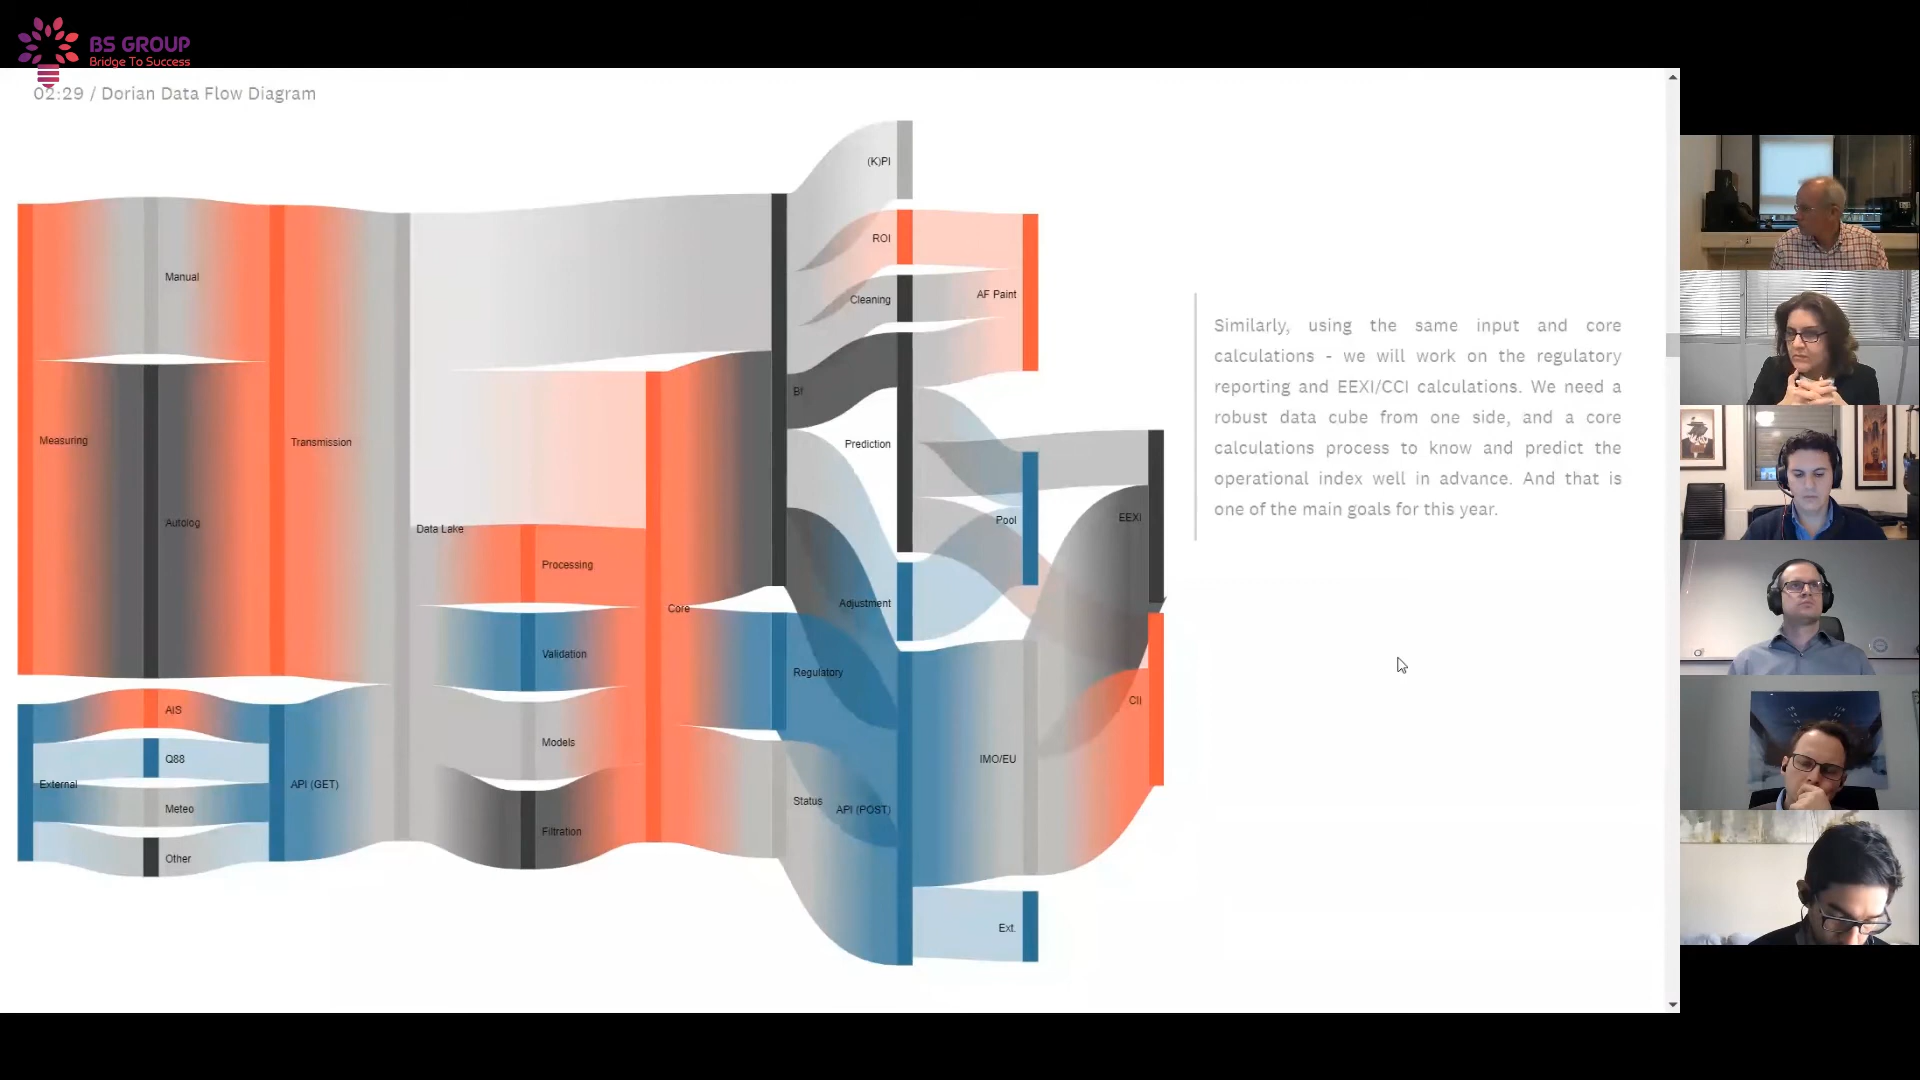 BS GROUP
Bridge To Success
02:29 / Dorian Data Flow Diagram
(K)PI
ROI
Cleaning
AF Paint
Manual
Measuring
Transmission
Autolog
Data Lake
BI
Prediction
Pool
EEXI
Processing
Core
Adjustment
Validation
Regulatory
CII
AIS
Q88
Models
IMO/EU
External
API (GET)
Meteo
Status
API (POST)
Filtration
Other
Ext.
Similarly, using the same input and core
calculations - we will work on the regulatory
reporting and EEXI/CCI calculations. We need a
robust data cube from one side, and a core
calculations process to know and predict the
operational index well in advance. And that is
one of the main goals for this year.